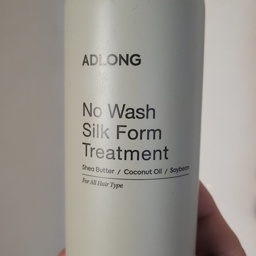 ADLONG
No Wash
Silk Form
Treatment
Shea Butter / Coconut Oil / Soybean
For All Hair Type